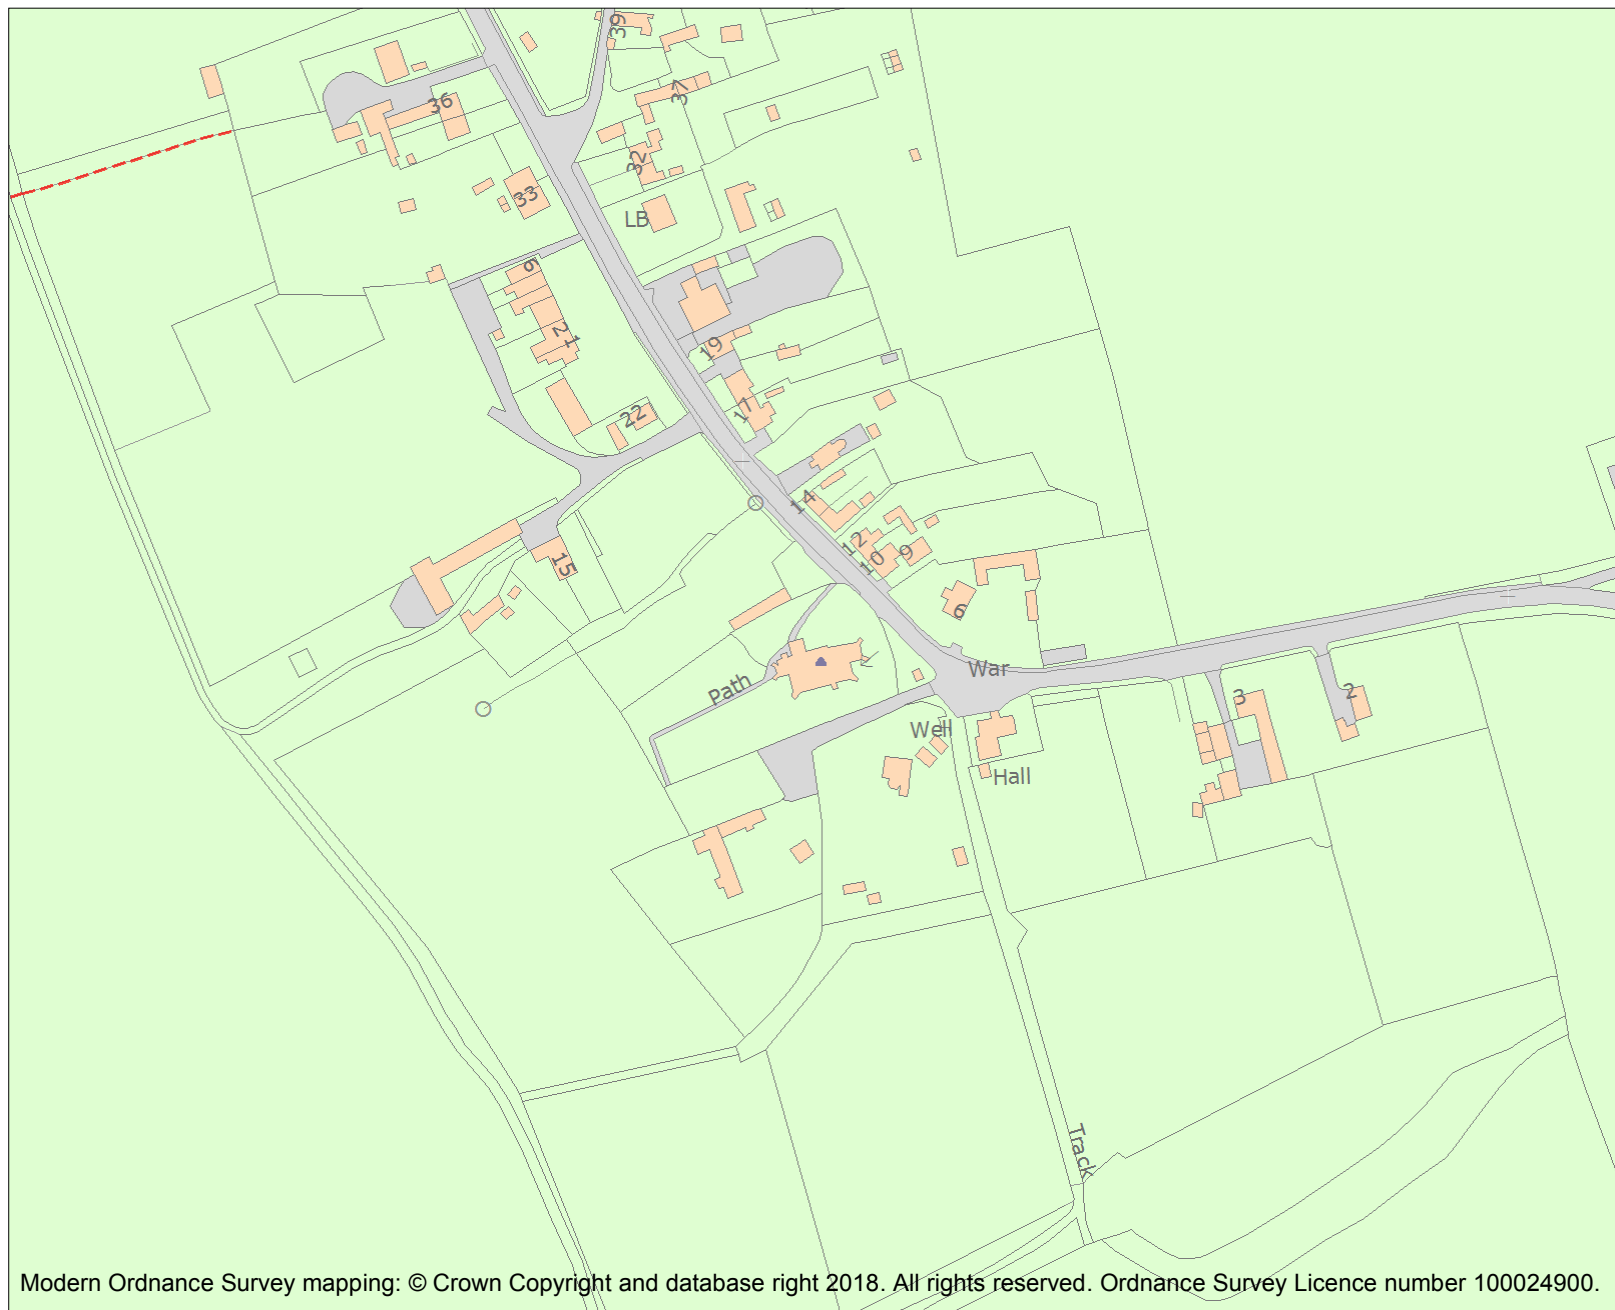 39
37
36
32
33
LB
6
21
19
17
22
14
12
10
9
15
6
War
Path
3
2
Well
Hall
Track
Modern Ordnance Survey mapping: © Crown Copyright and database right 2018. All rights reserved. Ordnance Survey Licence number 100024900.